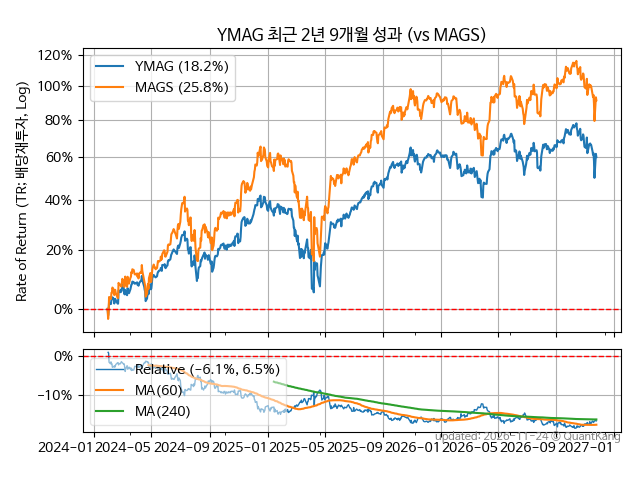 YMAG 최근 2년 9개월 성과 (vs MAGS)
Rate of Return (TR: 배당재투자, Log)
120%
100%
80%
60%
40%
20%
0%
YMAG (18.2%)
MAGS (25.8%)
0%
−10%
Relative (−6.1%, 6.5%)
MA(60)
MA(240)
2024-01 2024-05 2024-09 2025-01 2025-05 2025-09 2026-01 2026-05 2026-09 2027-01
updated: 2026-11-24 @ QuantKang